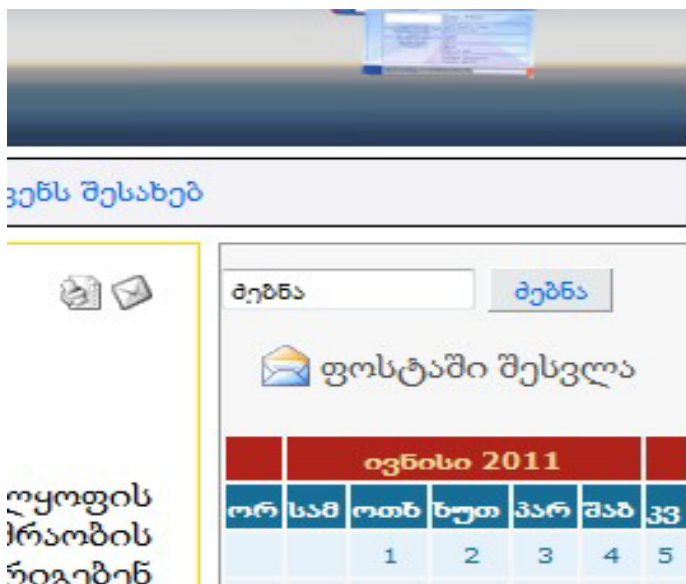 შესახებ
ძებნა
ძებნა
ფოსტაში შესვლა
ივნისი 2011
ორ სამ ოთხ ხუთ პარ შაბ კვ
1 2 3 4 5